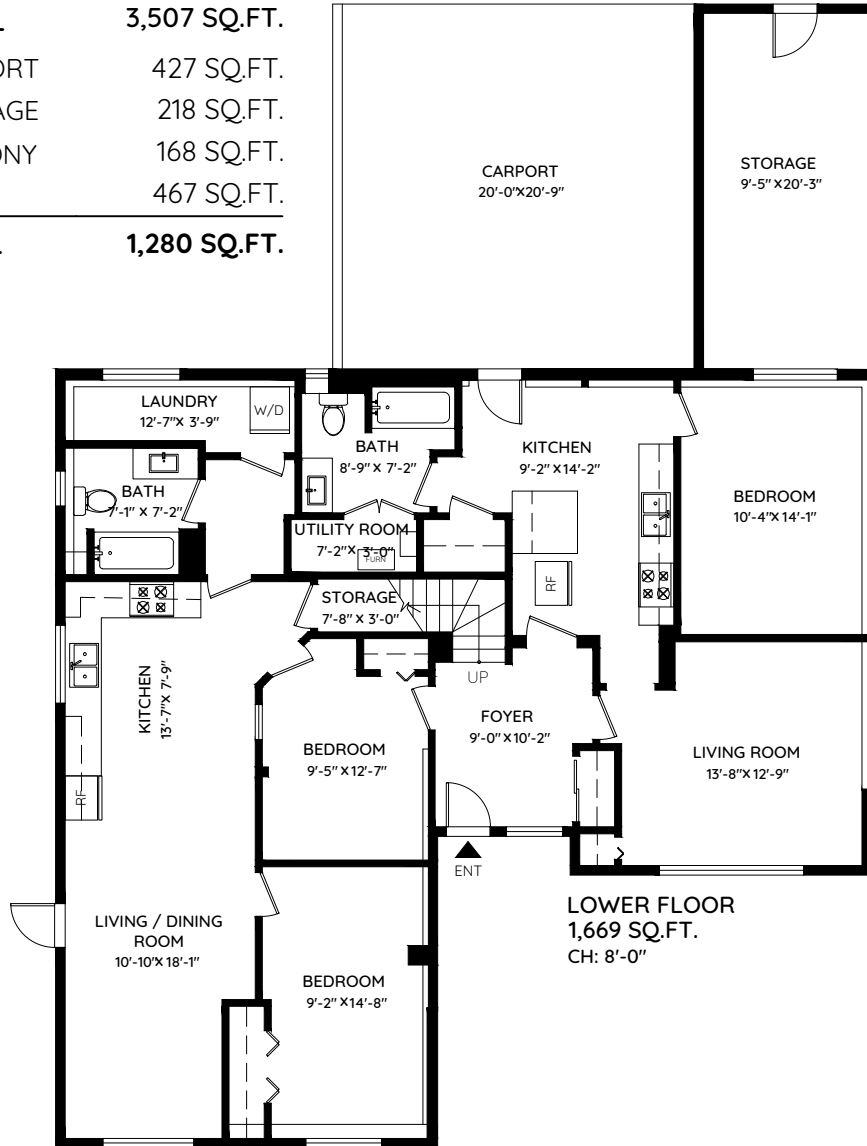 3,507 SQ.FT.
427 SQ.FT.
218 SQ.FT.
168 SQ.FT.
467 SQ.FT.
1,280 SQ.FT.
CARPORT
20'-0"X20'-9"
STORAGE
9'-5"X20'-3"
LAUNDRY
12'-7"X 3'-9"
W/D
BATH
8'-9" X 7'-2"
KITCHEN
9'-2" X14'-2"
BATH
7'-1" X 7'-2"
BEDROOM
10'-4"X14'-1"
UTILITY ROOM
7'-2"X 3'-0"
FURN
RF
STORAGE
7'-8" X 3'-0"
UP
KITCHEN
13'-7"X 7'-9"
FOYER
9'-0"X10'-2"
BEDROOM
9'-5" X12'-7"
LIVING ROOM
13'-8"X12'-9"
RF
ENT
LIVING / DINING
ROOM
10'-10"X 18'-1"
LOWER FLOOR
1,669 SQ.FT.
CH: 8'-0"
BEDROOM
9'-2" X14'-8"